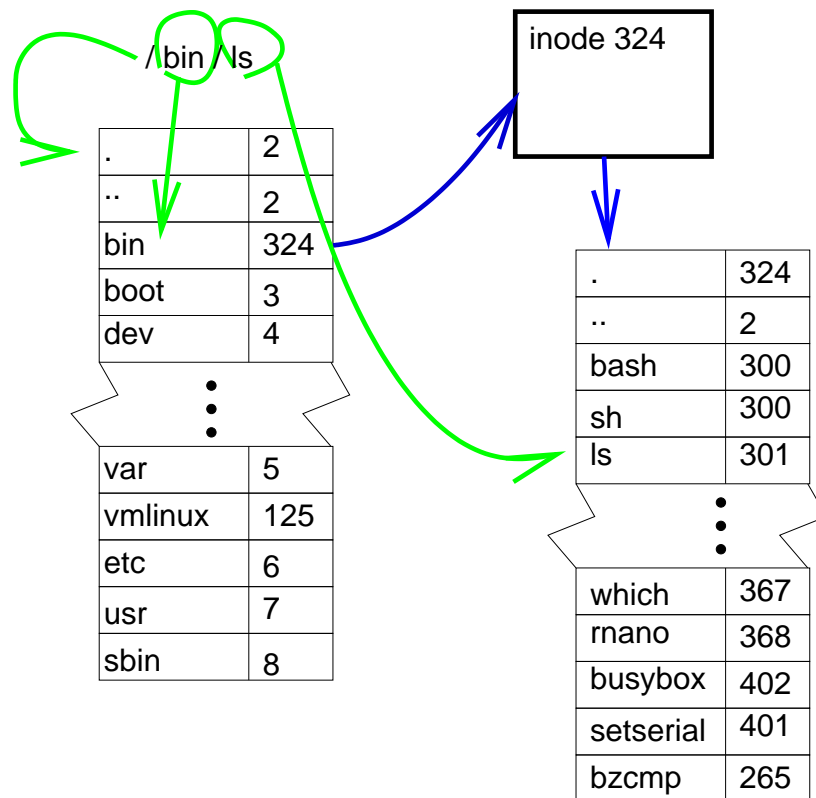 / bin / ls
inode 324
. 2
.. 2
bin 324
boot 3
dev 4
var 5
vmlinux 125
etc 6
usr 7
sbin 8
. 324
.. 2
bash 300
sh 300
ls 301
which 367
rnano 368
busybox 402
setserial 401
bzcmp 265